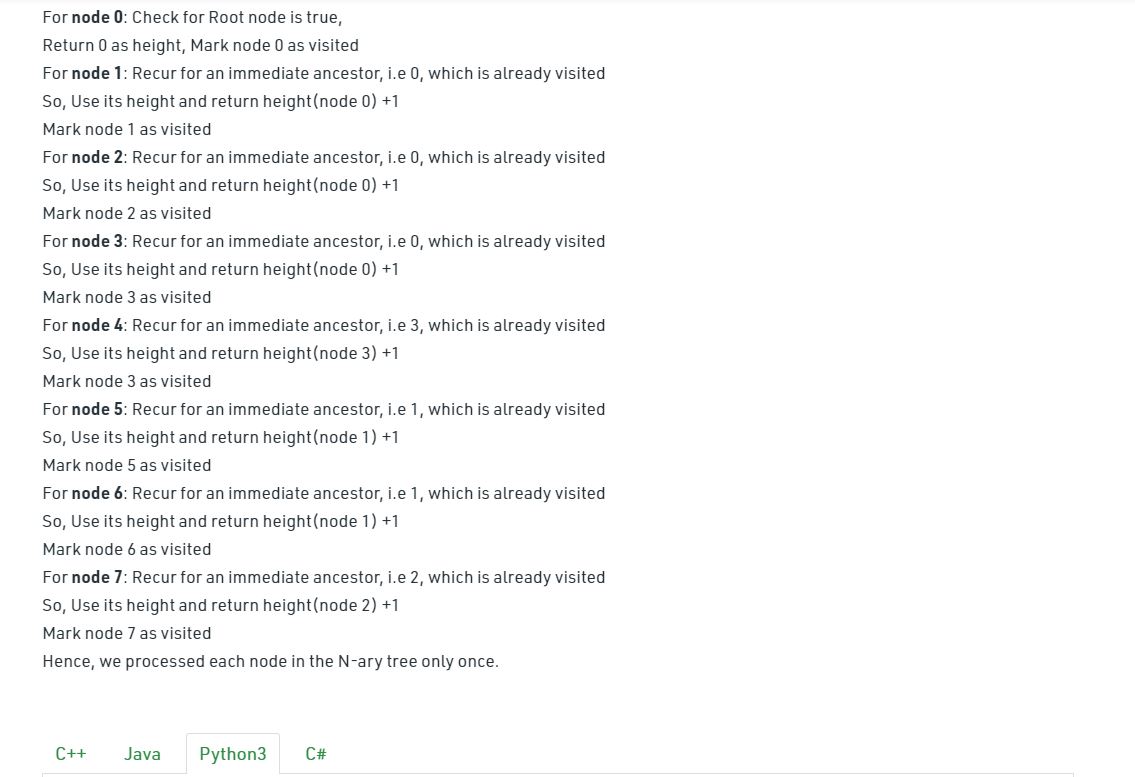 For node 0: Check for Root node is true,
Return 0 as height, Mark node 0 as visited
For node 1: Recur for an immediate ancestor, i.e 0, which is already visited
So, Use its height and return height(node 0) +1
Mark node 1 as visited
For node 2: Recur for an immediate ancestor, i.e 0, which is already visited
So, Use its height and return height(node 0) +1
Mark node 2 as visited
For node 3: Recur for an immediate ancestor, i.e 0, which is already visited
So, Use its height and return height(node 0) +1
Mark node 3 as visited
For node 4: Recur for an immediate ancestor, i.e 3, which is already visited
So, Use its height and return height(node 3) +1
Mark node 3 as visited
For node 5: Recur for an immediate ancestor, i.e 1, which is already visited
So, Use its height and return height(node 1) +1
Mark node 5 as visited
For node 6: Recur for an immediate ancestor, i.e 1, which is already visited
So, Use its height and return height(node 1) +1
Mark node 6 as visited
For node 7: Recur for an immediate ancestor, i.e 2, which is already visited
So, Use its height and return height(node 2) +1
Mark node 7 as visited
Hence, we processed each node in the N-ary tree only once.
C++ Java Python3 C#